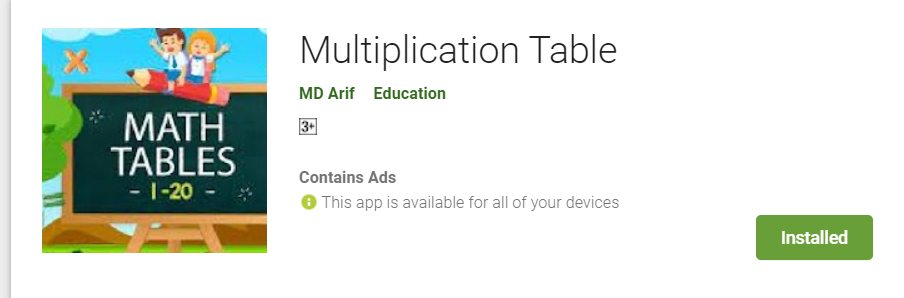 MATH
TABLES
- 1-20 -
Multiplication Table
MD Arif Education
3+
Contains Ads
This app is available for all of your devices
Installed